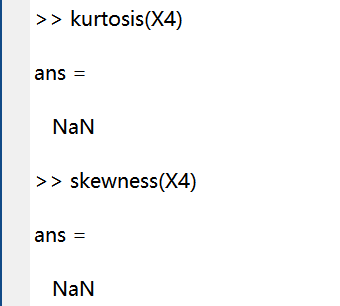 >> kurtosis(X4)
ans =
NaN
>> skewness(X4)
ans =
NaN